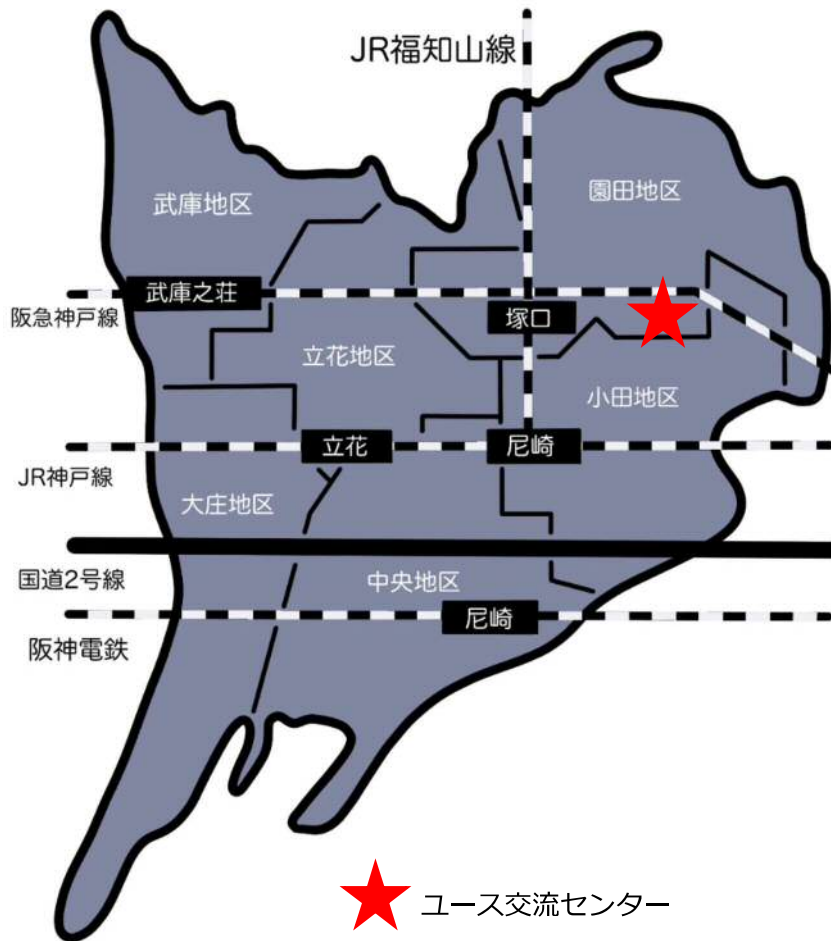 JR福知山線
武庫地区
園田地区
武庫之荘
阪急神戸線
塚口
立花地区
小田地区
立花
尼崎
JR神戸線
大庄地区
国道2号線
中央地区
尼崎
阪神電鉄
ユース交流センター